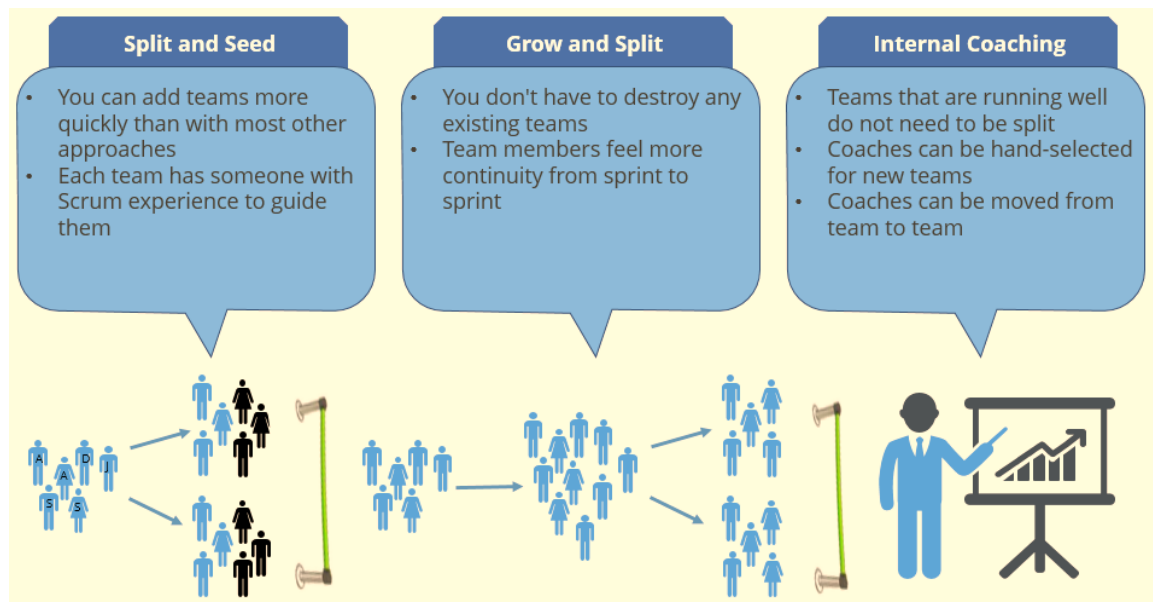 Split and Seed
• You can add teams more
quickly than with most other
approaches
• Each team has someone with
Scrum experience to guide
them
Grow and Split
• You don't have to destroy any
existing teams
• Team members feel more
continuity from sprint to
sprint
Internal Coaching
• Teams that are running well
do not need to be split
• Coaches can be hand-selected
for new teams
• Coaches can be moved from
team to team
A
D
J
A
S
S